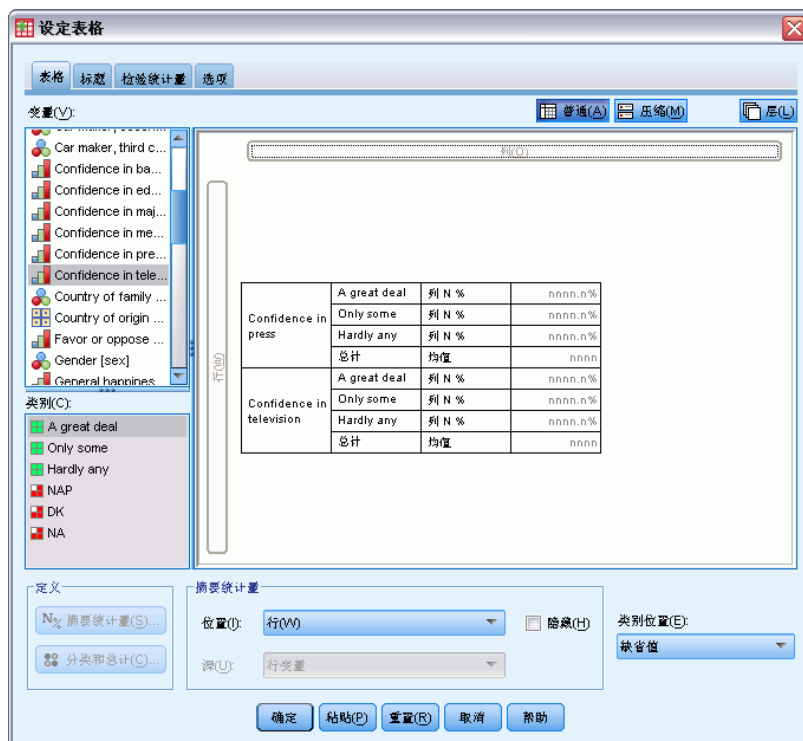 设定表格
表格 标题 检验统计量 选项
变量(V):
普通(A) 压缩(M) 层(L)
Car maker, third c...
Confidence in ba...
Confidence in ed...
Confidence in maj...
Confidence in me...
Confidence in pre...
Confidence in tele...
Country of family ...
Country of origin ...
Favor or oppose ...
Gender [sex]
General happines
列(O)
行(W)
Confidence in press
A great deal 列 N % nnnn.n%
Only some 列 N % nnnn.n%
Hardly any 列 N % nnnn.n%
总计 均值 nnnn
Confidence in television
A great deal 列 N % nnnn.n%
Only some 列 N % nnnn.n%
Hardly any 列 N % nnnn.n%
总计 均值 nnnn
类别(C):
A great deal
Only some
Hardly any
NAP
DK
NA
定义
N% 摘要统计量(S)...
分类和总计(C)...
摘要统计量
位置(I): 行(W) 隐藏(H)
源(U): 行变量
类别位置(E):
缺省值
确定 粘贴(P) 重置(R) 取消 帮助